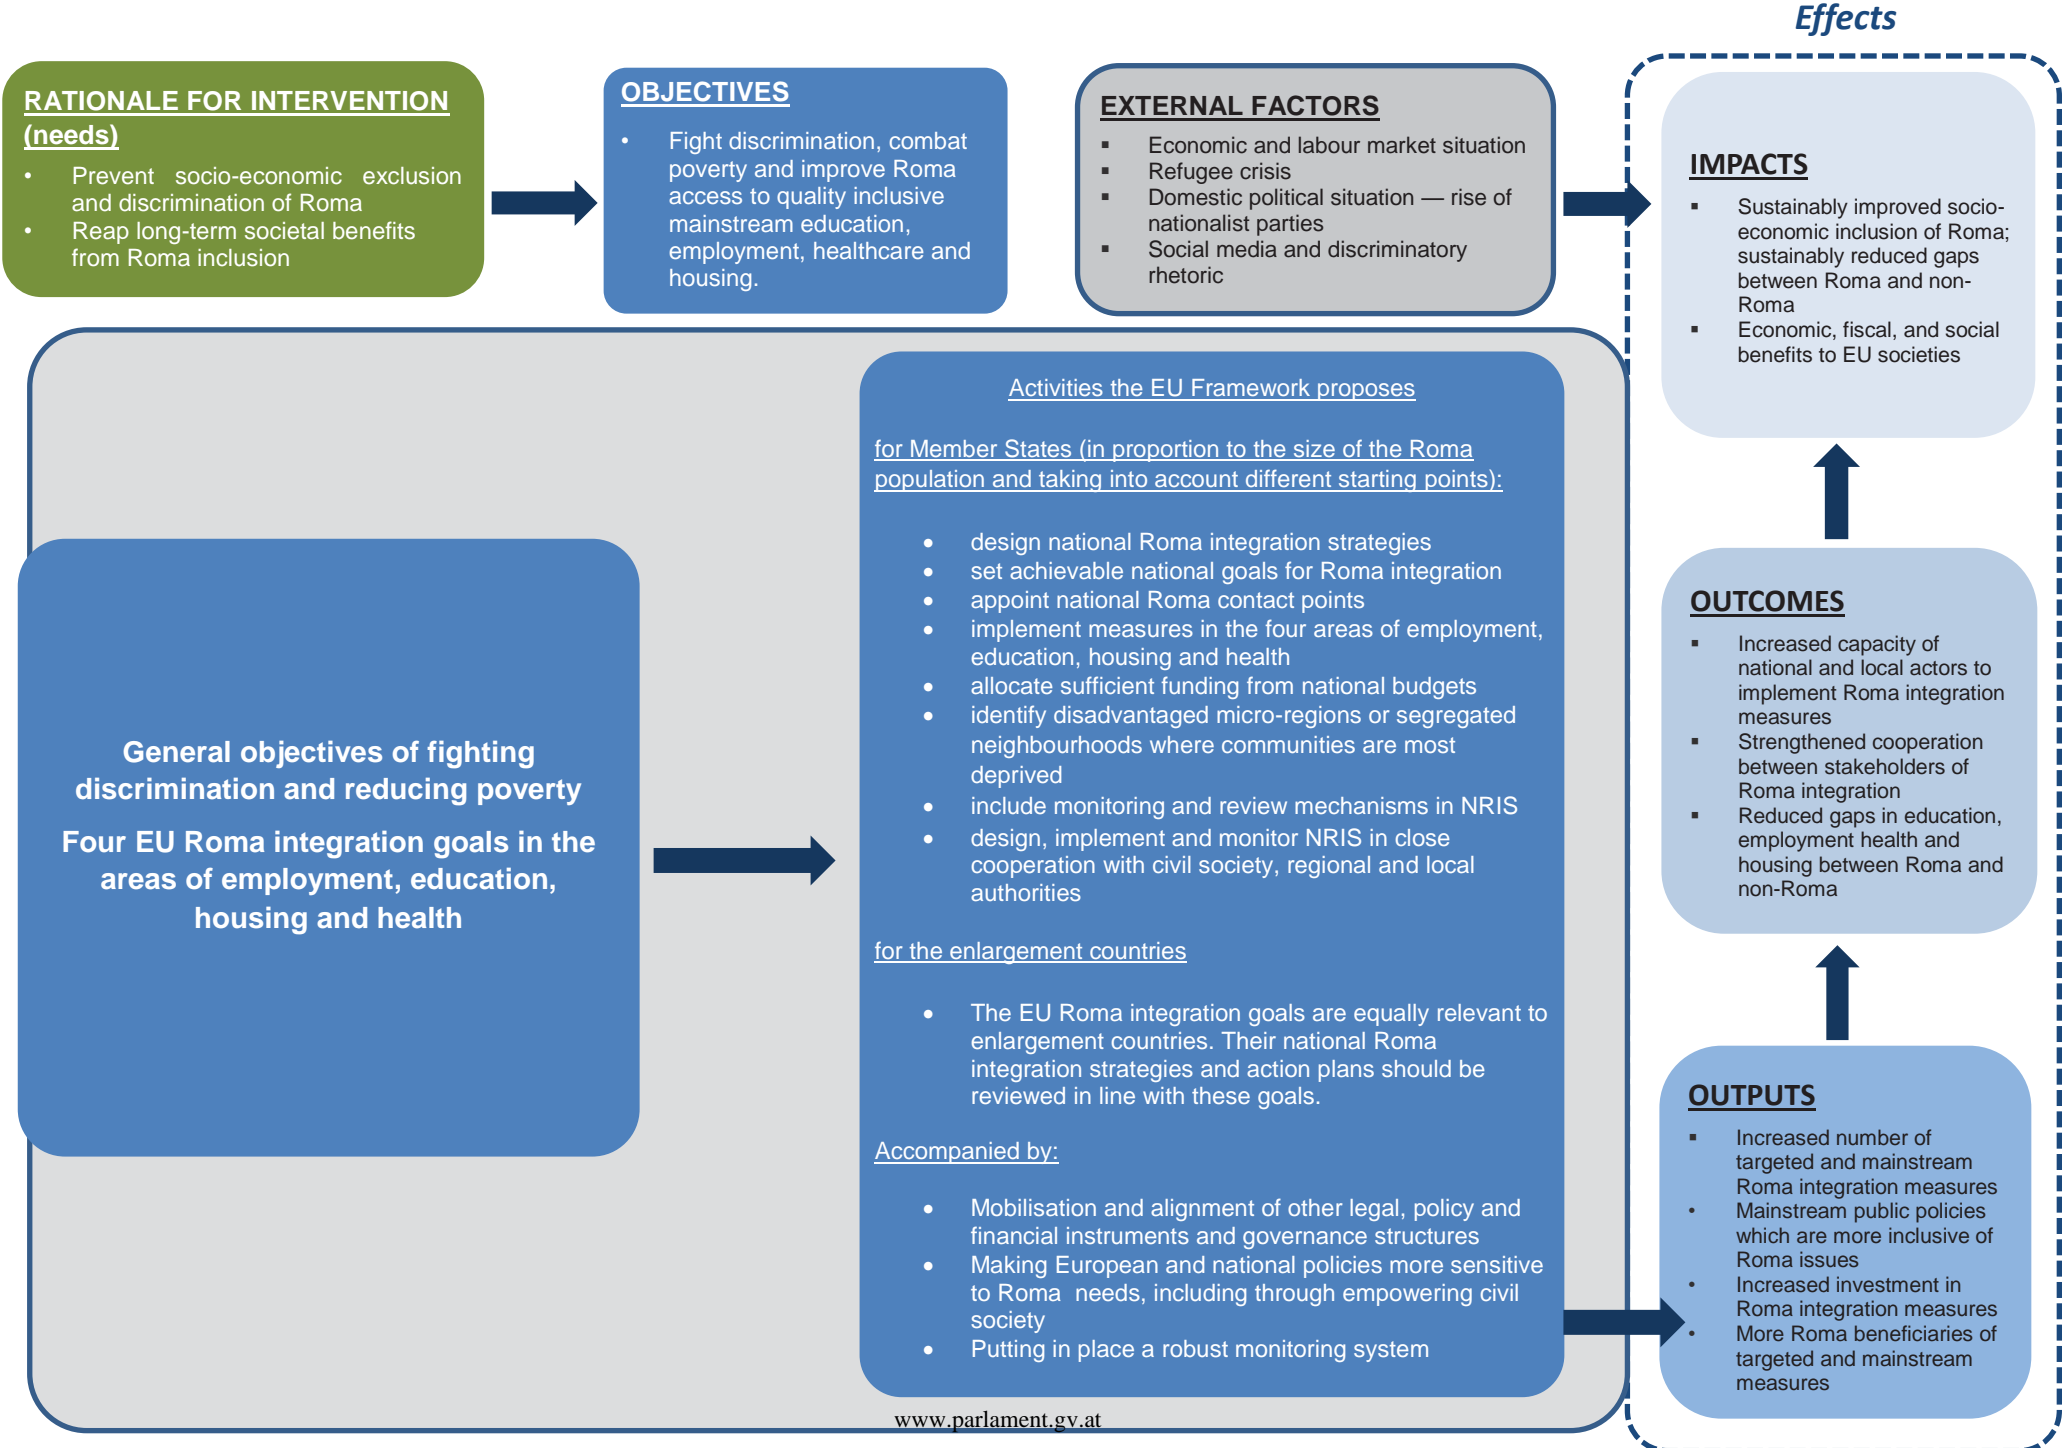 Effects
RATIONALE FOR INTERVENTION
(needs)
• Prevent socio-economic exclusion
and discrimination of Roma
• Reap long-term societal benefits
from Roma inclusion
OBJECTIVES
• Fight discrimination, combat
poverty and improve Roma
access to quality inclusive
mainstream education,
employment, healthcare and
housing.
EXTERNAL FACTORS
▪ Economic and labour market situation
▪ Refugee crisis
▪ Domestic political situation — rise of
nationalist parties
▪ Social media and discriminatory
rhetoric
IMPACTS
▪ Sustainably improved socio-
economic inclusion of Roma;
sustainably reduced gaps
between Roma and non-
Roma
▪ Economic, fiscal, and social
benefits to EU societies
General objectives of fighting
discrimination and reducing poverty
Four EU Roma integration goals in the
areas of employment, education,
housing and health
Activities the EU Framework proposes
for Member States (in proportion to the size of the Roma
population and taking into account different starting points):
• design national Roma integration strategies
• set achievable national goals for Roma integration
• appoint national Roma contact points
• implement measures in the four areas of employment,
education, housing and health
• allocate sufficient funding from national budgets
• identify disadvantaged micro-regions or segregated
neighbourhoods where communities are most
deprived
• include monitoring and review mechanisms in NRIS
• design, implement and monitor NRIS in close
cooperation with civil society, regional and local
authorities
for the enlargement countries
• The EU Roma integration goals are equally relevant to
enlargement countries. Their national Roma
integration strategies and action plans should be
reviewed in line with these goals.
Accompanied by:
• Mobilisation and alignment of other legal, policy and
financial instruments and governance structures
• Making European and national policies more sensitive
to Roma needs, including through empowering civil
society
• Putting in place a robust monitoring system
OUTCOMES
▪ Increased capacity of
national and local actors to
implement Roma integration
measures
▪ Strengthened cooperation
between stakeholders of
Roma integration
▪ Reduced gaps in education,
employment health and
housing between Roma and
non-Roma
OUTPUTS
▪ Increased number of
targeted and mainstream
Roma integration measures
• Mainstream public policies
which are more inclusive of
Roma issues
• Increased investment in
Roma integration measures
• More Roma beneficiaries of
targeted and mainstream
measures
www.parlament.gv.at